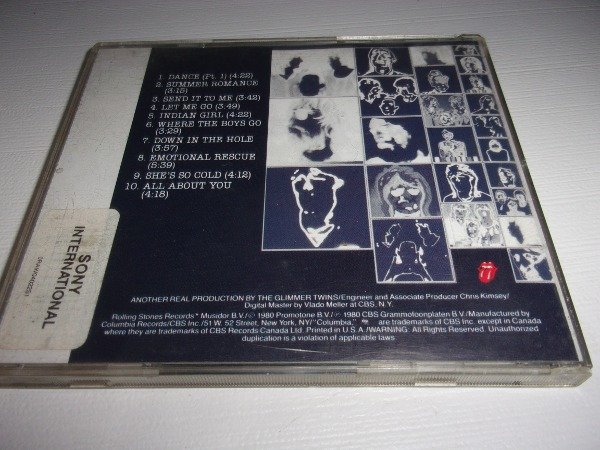 1. DANCE (Pt. 1) (4:22)
2. SUMMER ROMANCE
(3:15)
3. SEND IT TO ME (3:42)
4. LET ME GO (3:49)
5. INDIAN GIRL (4:22)
6. WHERE THE BOYS GO
(3:29)
7. DOWN IN THE HOLE
(3:57)
8. EMOTIONAL RESCUE
(5:39)
9. SHE'S SO COLD (4:12)
10. ALL ABOUT YOU
(4:18)
SONY
INTERNATIONAL
ANOTHER REAL PRODUCTION BY THE GLIMMER TWINS/Engineer and Associate Producer Chris Kimsey/
Digital Master by Vlado Meller at CBS, N.Y.
Rolling Stones Records* Musidor B.V./℗ 1980 Promotone B.V./© 1980 CBS Grammofoonplaten B.V./Manufactured by
Columbia Records/CBS Inc./51 W. 52 Street, New York, NY/"Columbia," are trademarks of CBS Inc. except in Canada
where they are trademarks of CBS Records Canada Ltd. Printed in U.S.A./WARNING: All Rights Reserved. Unauthorized
duplication is a violation of applicable laws